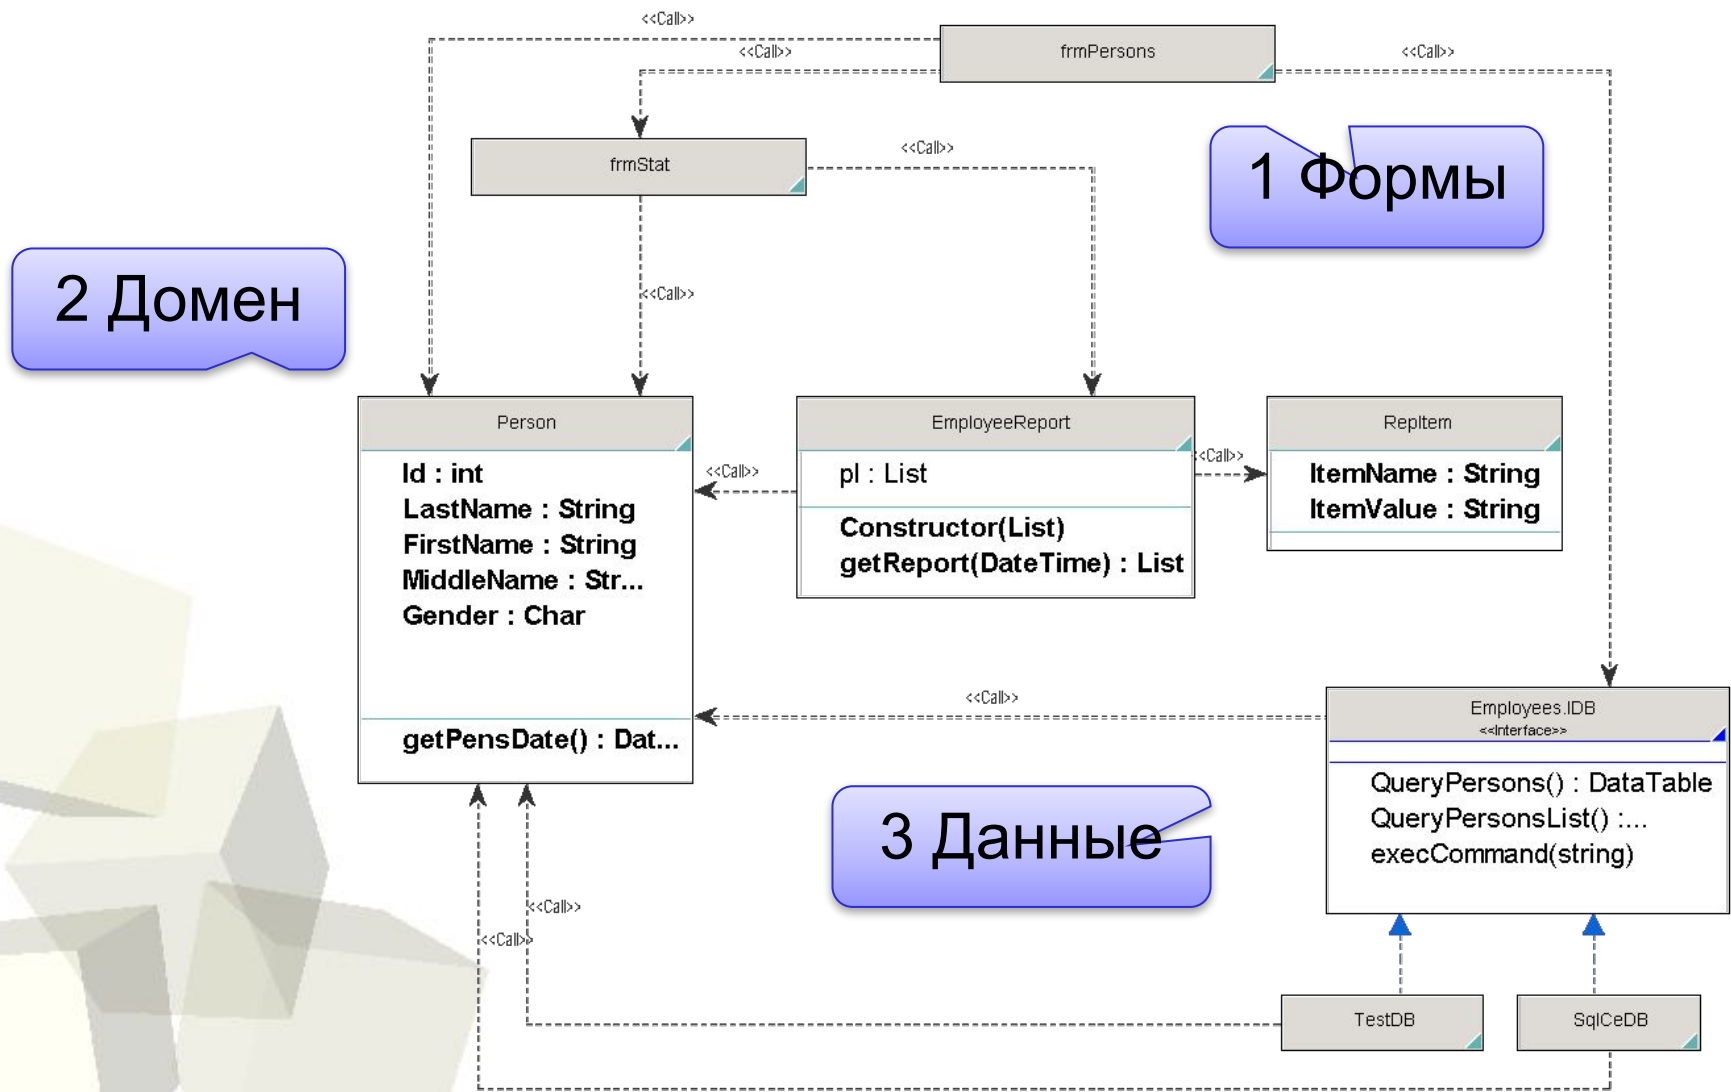 <<Call>>
<<Call>>
frmPersons
<<Call>>
frmStat
<<Call>>
1 Формы
2 Домен
<<Call>>
Person
Id : int
LastName : String
FirstName : String
MiddleName : Str...
Gender : Char
getPensDate() : Dat...
<<Call>>
EmployeeReport
pl : List
Constructor(List)
getReport(DateTime) : List
<<Call>>
RepItem
ItemName : String
ItemValue : String
<<Call>>
Employees.IDB
<<Interface>>
QueryPersons() : DataTable
QueryPersonsList() :...
execCommand(string)
3 Данные
<<Call>>
<<Call>>
TestDB
SqlCeDB